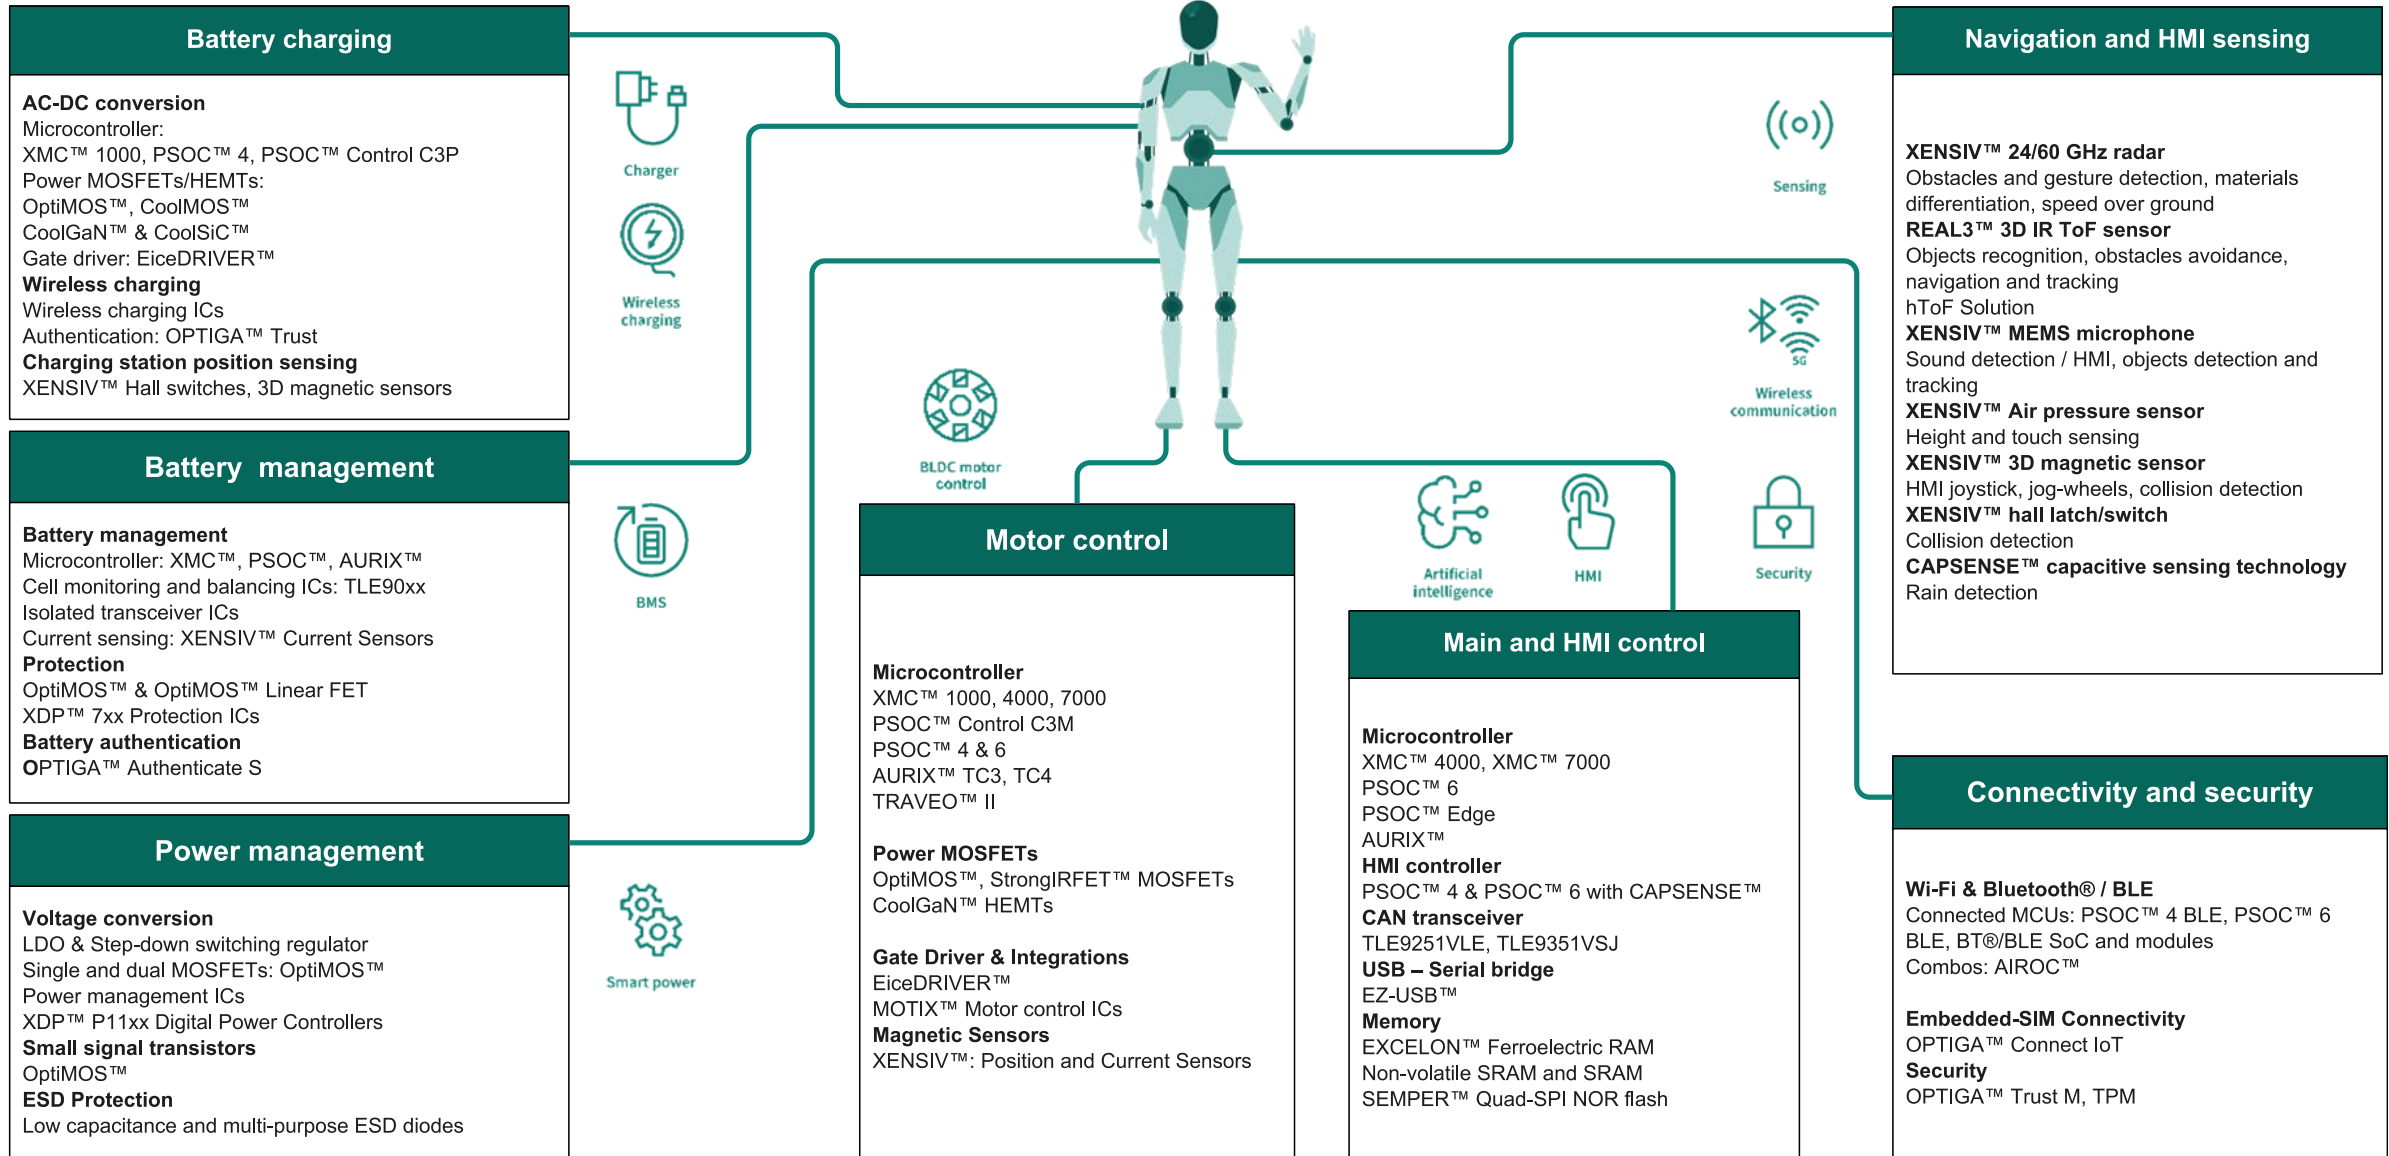 Battery charging
AC-DC conversion
Microcontroller:
XMC™ 1000, PSOC™ 4, PSOC™ Control C3P
Power MOSFETs/HEMTs:
OptiMOS™, CoolMOS™
CoolGaN™ & CoolSiC™
Gate driver: EiceDRIVER™
Wireless charging
Wireless charging ICs
Authentication: OPTIGA™ Trust
Charging station position sensing
XENSIV™ Hall switches, 3D magnetic sensors
Battery management
Battery management
Microcontroller: XMC™, PSOC™, AURIX™
Cell monitoring and balancing ICs: TLE90xx
Isolated transceiver ICs
Current sensing: XENSIV™ Current Sensors
Protection
OptiMOS™ & OptiMOS™ Linear FET
XDP™ 7xx Protection ICs
Battery authentication
OPTIGA™ Authenticate S
Power management
Voltage conversion
LDO & Step-down switching regulator
Single and dual MOSFETs: OptiMOS™
Power management ICs
XDP™ P11xx Digital Power Controllers
Small signal transistors
OptiMOS™
ESD Protection
Low capacitance and multi-purpose ESD diodes
Charger
Wireless
charging
BMS
Smart power
BLDC motor
control
Motor control
Microcontroller
XMC™ 1000, 4000, 7000
PSOC™ Control C3M
PSOC™ 4 & 6
AURIX™ TC3, TC4
TRAVEO™ II
Power MOSFETs
OptiMOS™, StrongIRFET™ MOSFETs
CoolGaN™ HEMTs
Gate Driver & Integrations
EiceDRIVER™
MOTIX™ Motor control ICs
Magnetic Sensors
XENSIV™: Position and Current Sensors
Artificial
intelligence
HMI
Main and HMI control
Microcontroller
XMC™ 4000, XMC™ 7000
PSOC™ 6
PSOC™ Edge
AURIX™
HMI controller
PSOC™ 4 & PSOC™ 6 with CAPSENSE™
CAN transceiver
TLE9251VLE, TLE9351VSJ
USB – Serial bridge
EZ-USB™
Memory
EXCELON™ Ferroelectric RAM
Non-volatile SRAM and SRAM
SEMPER™ Quad-SPI NOR flash
Sensing
5G
Wireless
communication
Security
Navigation and HMI sensing
XENSIV™ 24/60 GHz radar
Obstacles and gesture detection, materials
differentiation, speed over ground
REAL3™ 3D IR ToF sensor
Objects recognition, obstacles avoidance,
navigation and tracking
hToF Solution
XENSIV™ MEMS microphone
Sound detection / HMI, objects detection and
tracking
XENSIV™ Air pressure sensor
Height and touch sensing
XENSIV™ 3D magnetic sensor
HMI joystick, jog-wheels, collision detection
XENSIV™ hall latch/switch
Collision detection
CAPSENSE™ capacitive sensing technology
Rain detection
Connectivity and security
Wi-Fi & Bluetooth® / BLE
Connected MCUs: PSOC™ 4 BLE, PSOC™ 6
BLE, BT®/BLE SoC and modules
Combos: AIROC™
Embedded-SIM Connectivity
OPTIGA™ Connect IoT
Security
OPTIGA™ Trust M, TPM